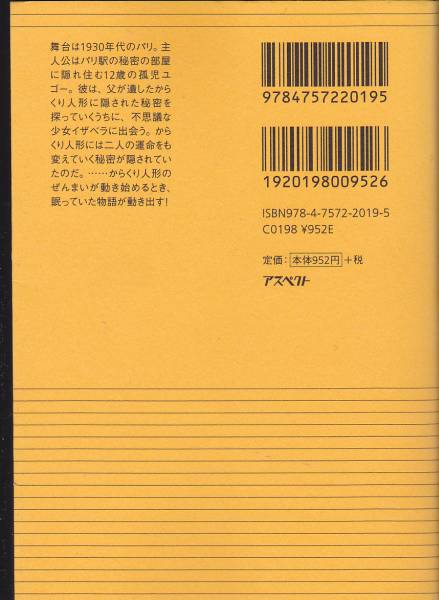 舞台は1930年代のパリ。主
人公はパリ駅の秘密の部屋
に隠れ住む12歳の孤児ユ
ゴー。彼は、父が遺したから
くり人形に隠された秘密を
探っていくうちに、不思議な
少女イザベラに出会う。から
くり人形には二人の運命をも
変えていく秘密が隠されてい
たのだ。……からくり人形の
ぜんまいが動き始めるとき、
眠っていた物語が動き出す!
9784757220195
1920198009526
ISBN978-4-7572-2019-5
C0198 ¥952E
定価:本体952円+税
アスペクト